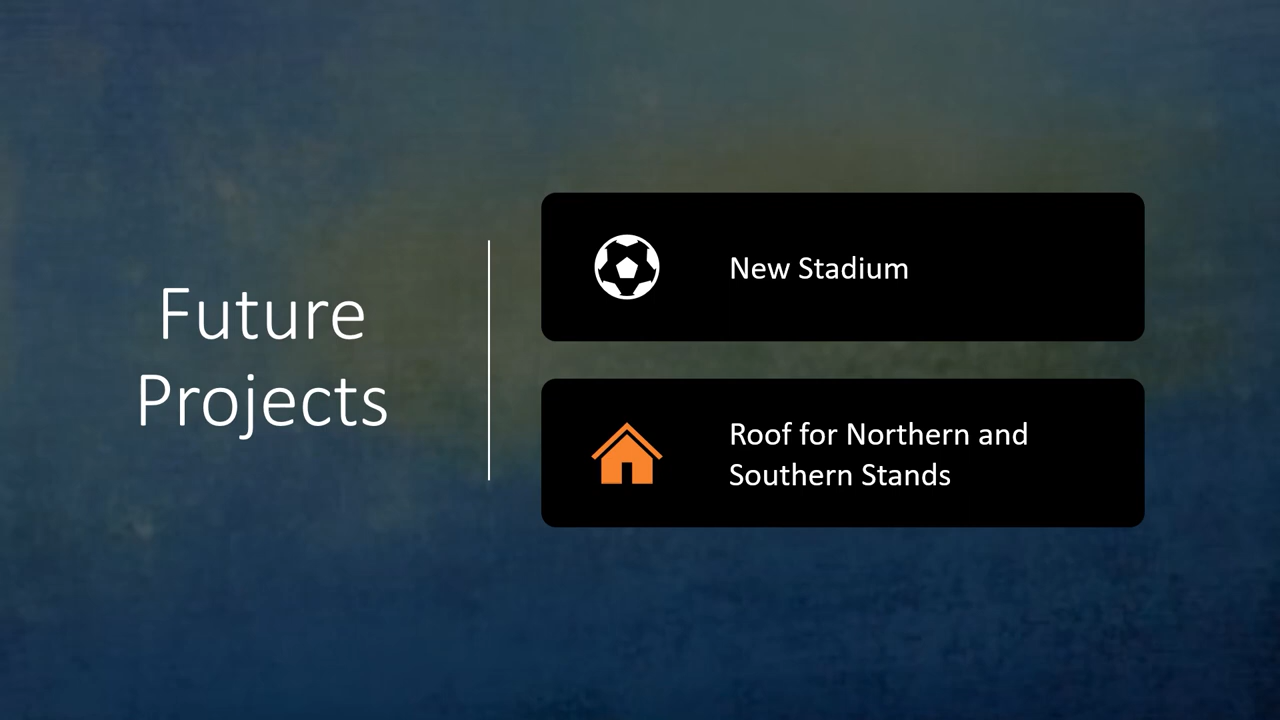 Future
Projects
New Stadium
Roof for Northern and
Southern Stands